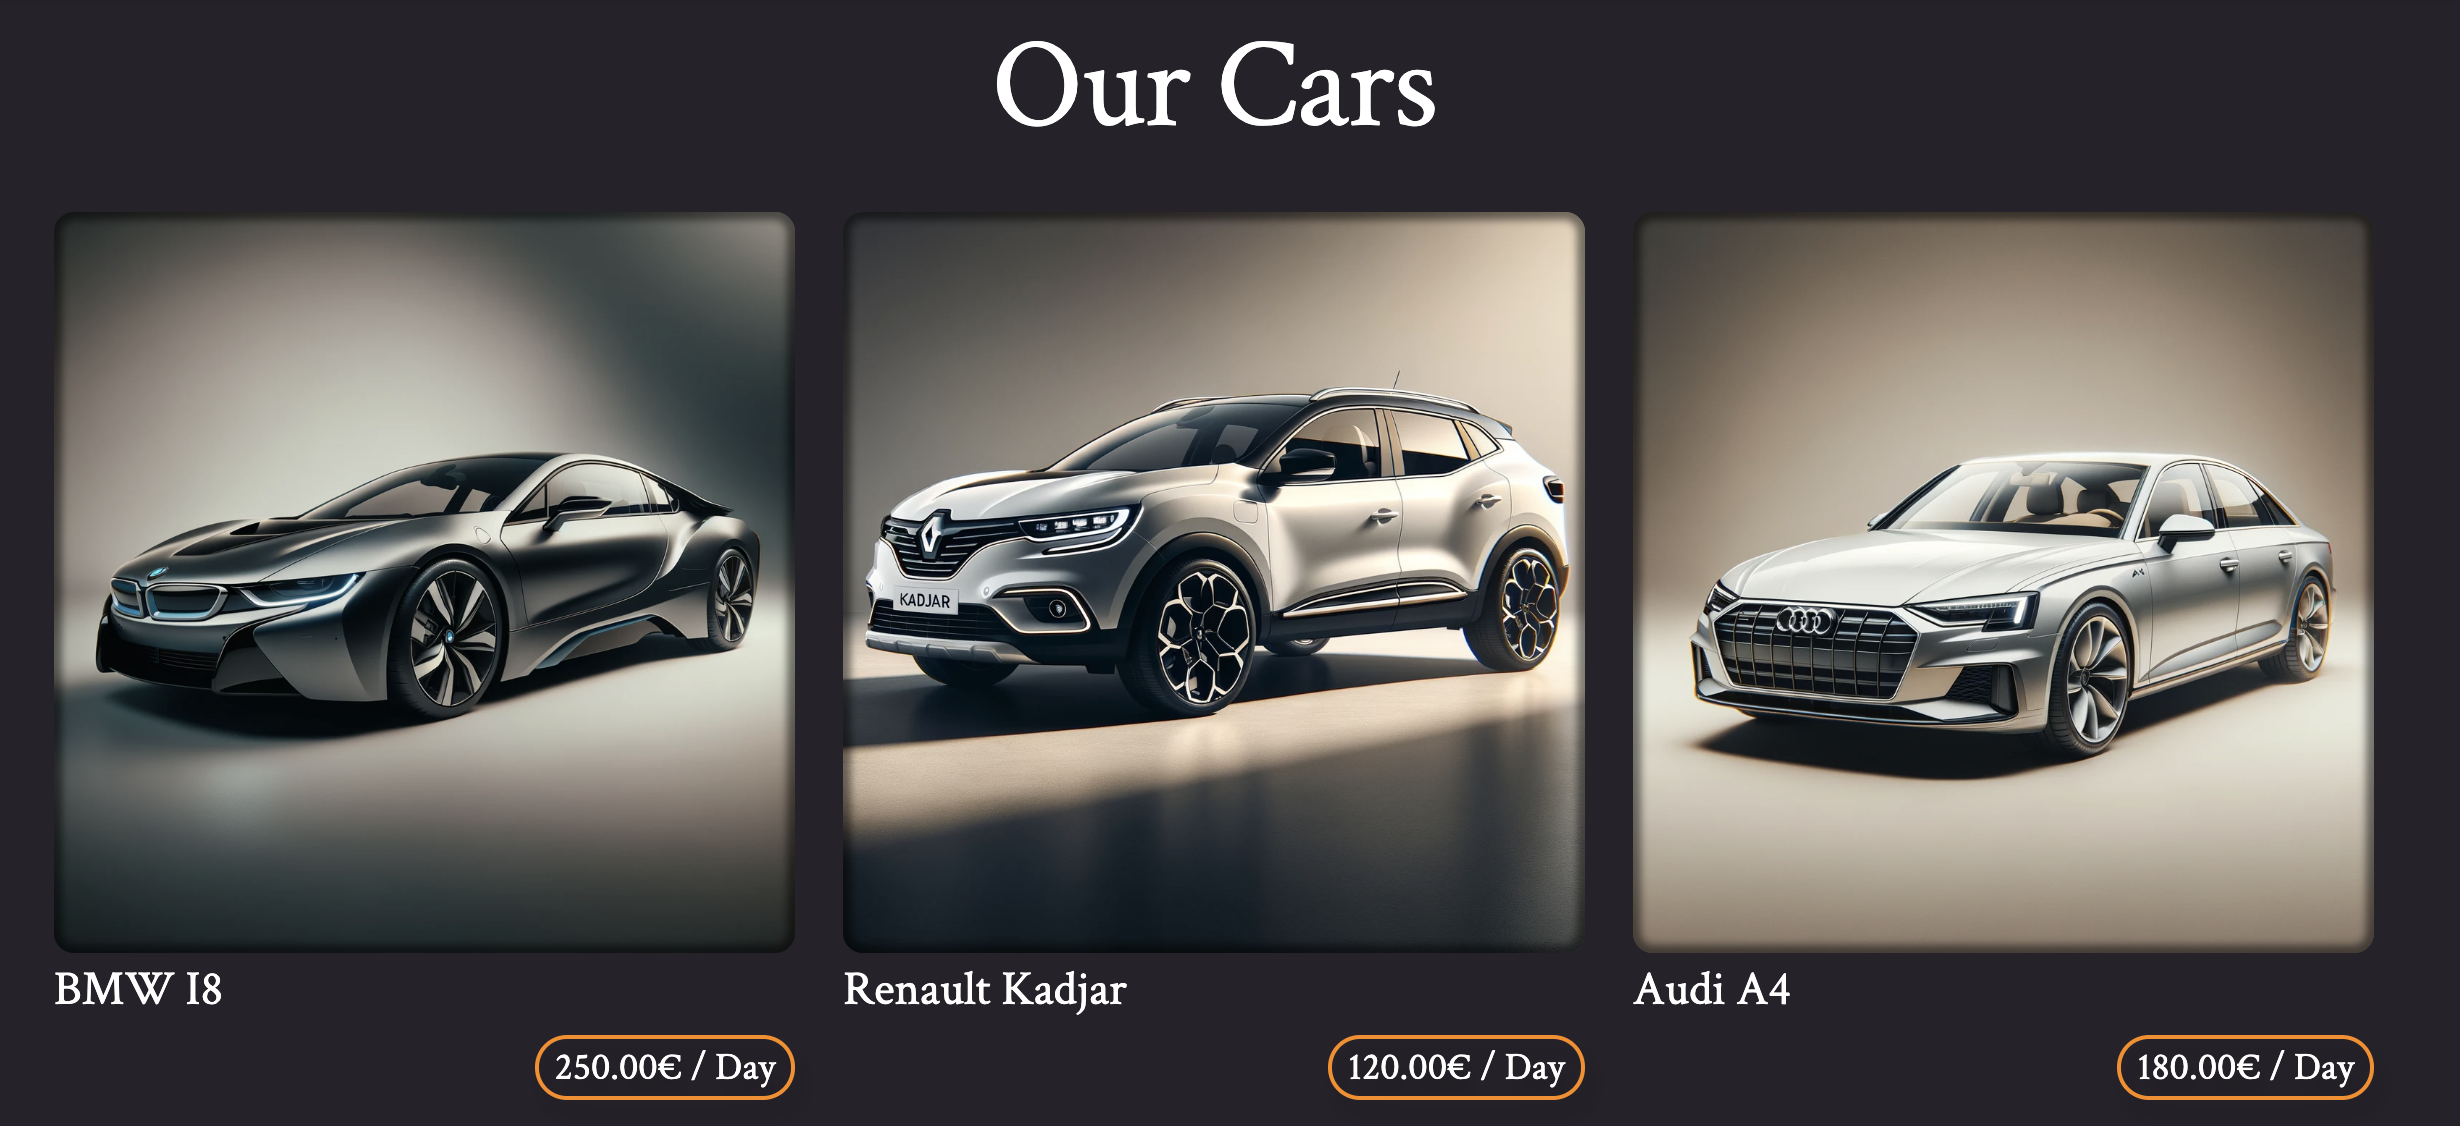 Our Cars
KADJAR
BMW I8
Renault Kadjar
Audi A4
250.00€ / Day
120.00€ / Day
180.00€ / Day